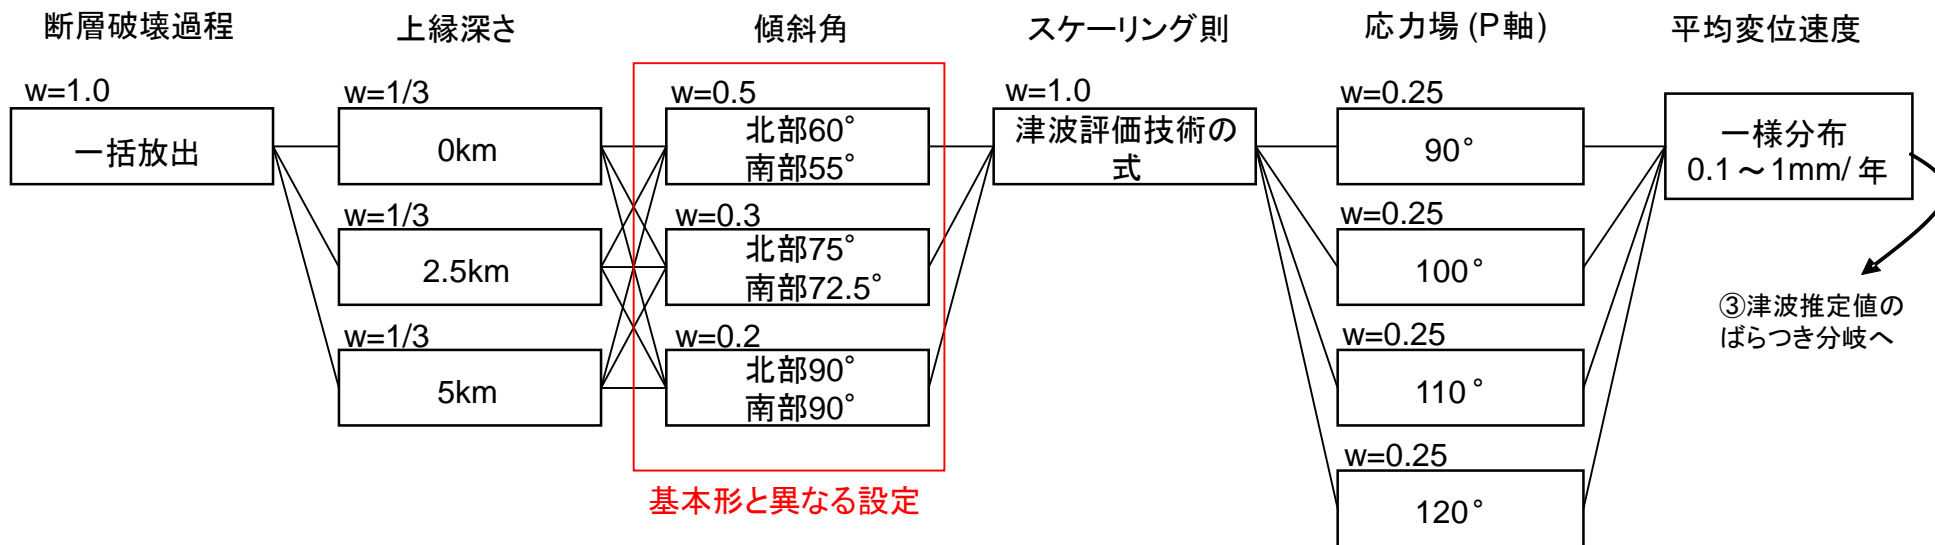 断層破壊過程
上縁深さ
傾斜角
スケーリング則
応力場 (P軸)
平均変位速度
w=1.0
一括放出
w=1/3
0km
w=1/3
2.5km
w=1/3
5km
w=0.5
北部60°
南部55°
w=0.3
北部75°
南部72.5°
w=0.2
北部90°
南部90°
基本形と異なる設定
w=1.0
津波評価技術の
式
w=0.25
90°
w=0.25
100°
w=0.25
110°
w=0.25
120°
一様分布
0.1～1mm/年
③津波推定値の
ばらつき分岐へ